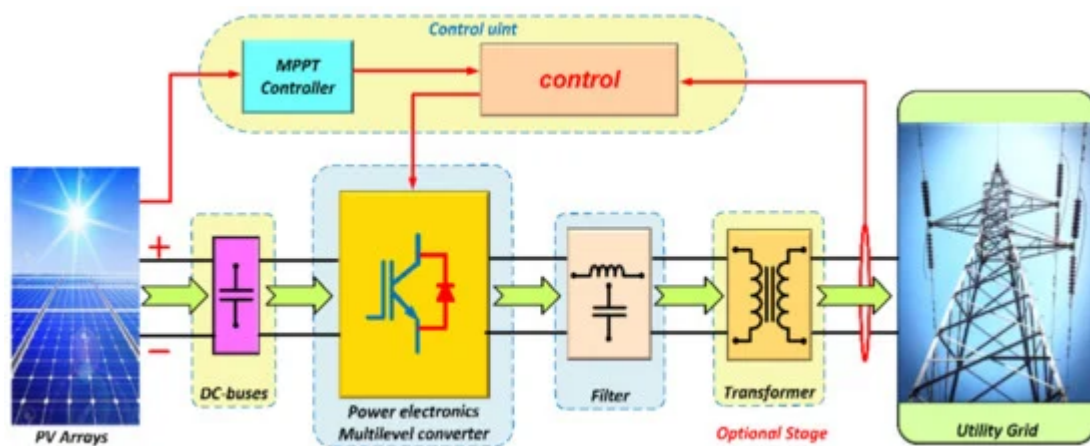 Control uint
MPPT
Controller
control
+
−
PV Arrays
DC-buses
Power electronics
Multilevel converter
Filter
Transformer
Optional Stage
Utility Grid